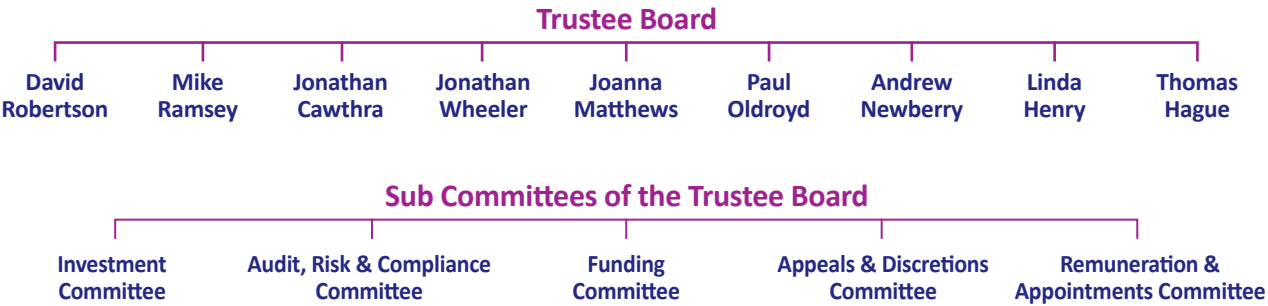 Trustee Board
David Robertson
Mike Ramsey
Jonathan Cawthra
Jonathan Wheeler
Joanna Matthews
Paul Oldroyd
Andrew Newberry
Linda Henry
Thomas Hague
Sub Committees of the Trustee Board
Investment Committee
Audit, Risk & Compliance Committee
Funding Committee
Appeals & Discretions Committee
Remuneration & Appointments Committee